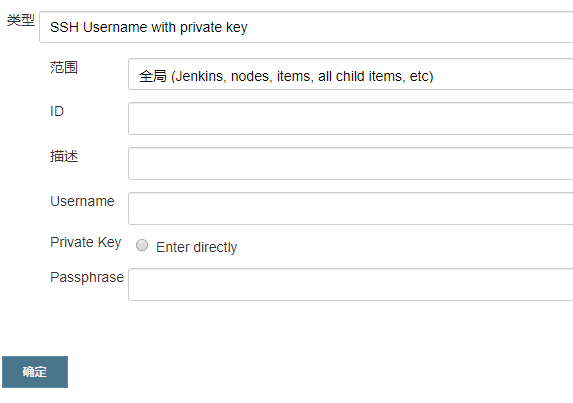 类型 SSH Username with private key
范围 全局 (Jenkins, nodes, items, all child items, etc)
ID
描述
Username
Private Key Enter directly
Passphrase
确定